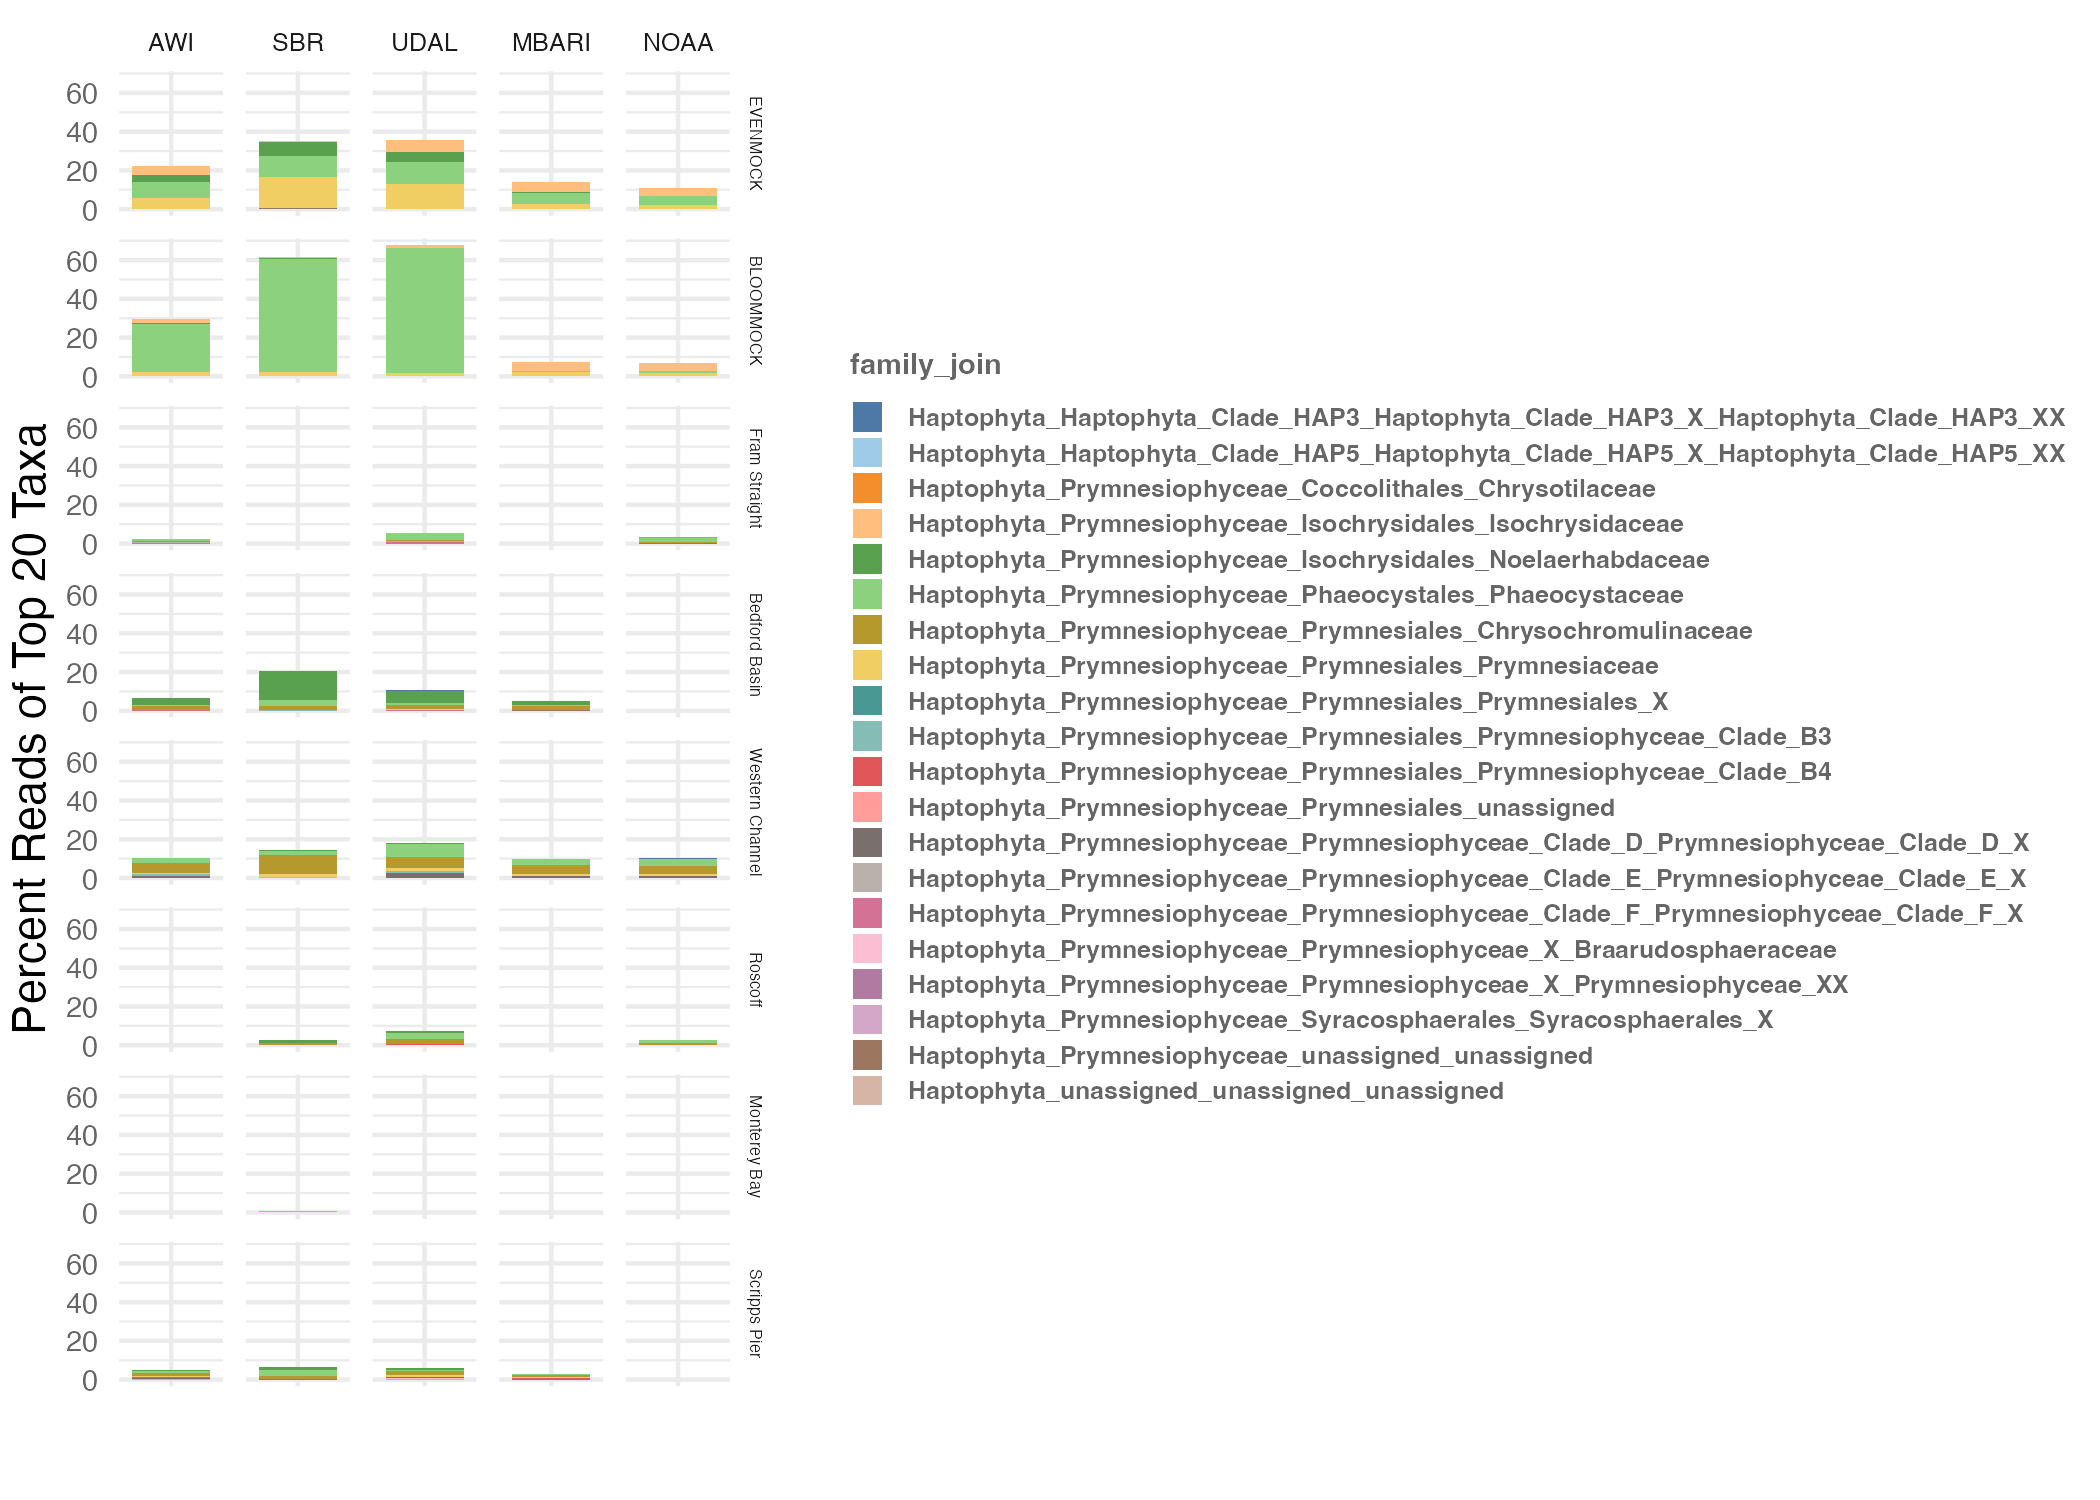 AWI SBR UDAL MBARI NOAA
Percent Reads of Top 20 Taxa
60
40
20
0
EVENMOCK
60
40
20
0
BLOOMMOCK
60
40
20
0
Fram Straight
60
40
20
0
Bedford Basin
60
40
20
0
Western Channel
60
40
20
0
Roscoff
60
40
20
0
Monterey Bay
60
40
20
0
Scripps Pier
family_join
Haptophyta_Haptophyta_Clade_HAP3_Haptophyta_Clade_HAP3_X_Haptophyta_Clade_HAP3_XX
Haptophyta_Haptophyta_Clade_HAP5_Haptophyta_Clade_HAP5_X_Haptophyta_Clade_HAP5_XX
Haptophyta_Prymnesiophyceae_Coccolithales_Chrysotilaceae
Haptophyta_Prymnesiophyceae_Isochrysidales_Isochrysidaceae
Haptophyta_Prymnesiophyceae_Isochrysidales_Noelaerhabdaceae
Haptophyta_Prymnesiophyceae_Phaeocystales_Phaeocystaceae
Haptophyta_Prymnesiophyceae_Prymnesiales_Chrysochromulinaceae
Haptophyta_Prymnesiophyceae_Prymnesiales_Prymnesiaceae
Haptophyta_Prymnesiophyceae_Prymnesiales_Prymnesiales_X
Haptophyta_Prymnesiophyceae_Prymnesiales_Prymnesiophyceae_Clade_B3
Haptophyta_Prymnesiophyceae_Prymnesiales_Prymnesiophyceae_Clade_B4
Haptophyta_Prymnesiophyceae_Prymnesiales_unassigned
Haptophyta_Prymnesiophyceae_Prymnesiophyceae_Clade_D_Prymnesiophyceae_Clade_D_X
Haptophyta_Prymnesiophyceae_Prymnesiophyceae_Clade_E_Prymnesiophyceae_Clade_E_X
Haptophyta_Prymnesiophyceae_Prymnesiophyceae_Clade_F_Prymnesiophyceae_Clade_F_X
Haptophyta_Prymnesiophyceae_Prymnesiophyceae_X_Braarudosphaeraceae
Haptophyta_Prymnesiophyceae_Prymnesiophyceae_X_Prymnesiophyceae_XX
Haptophyta_Prymnesiophyceae_Syracosphaerales_Syracosphaerales_X
Haptophyta_Prymnesiophyceae_unassigned_unassigned
Haptophyta_unassigned_unassigned_unassigned